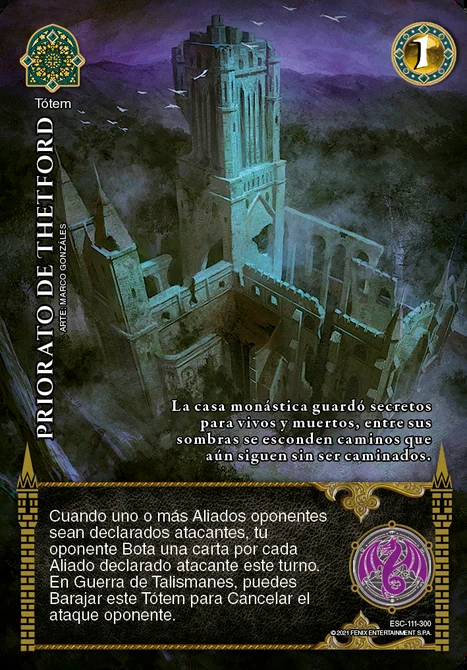 1
Tótem
PRIORATO DE THETFORD
ARTE: MARCO GONZÁLES
La casa monástica guardó secretos
para vivos y muertos, entre sus
sombras se esconden caminos que
aún siguen sin ser caminados.
Cuando uno o más Aliados oponentes
sean declarados atacantes, tu
oponente Bota una carta por cada
Aliado declarado atacante este turno.
En Guerra de Talismanes, puedes
Barajar este Tótem para Cancelar el
ataque oponente.
ESC-111-300
©2021 FENIX ENTERTAINMENT S.P.A.